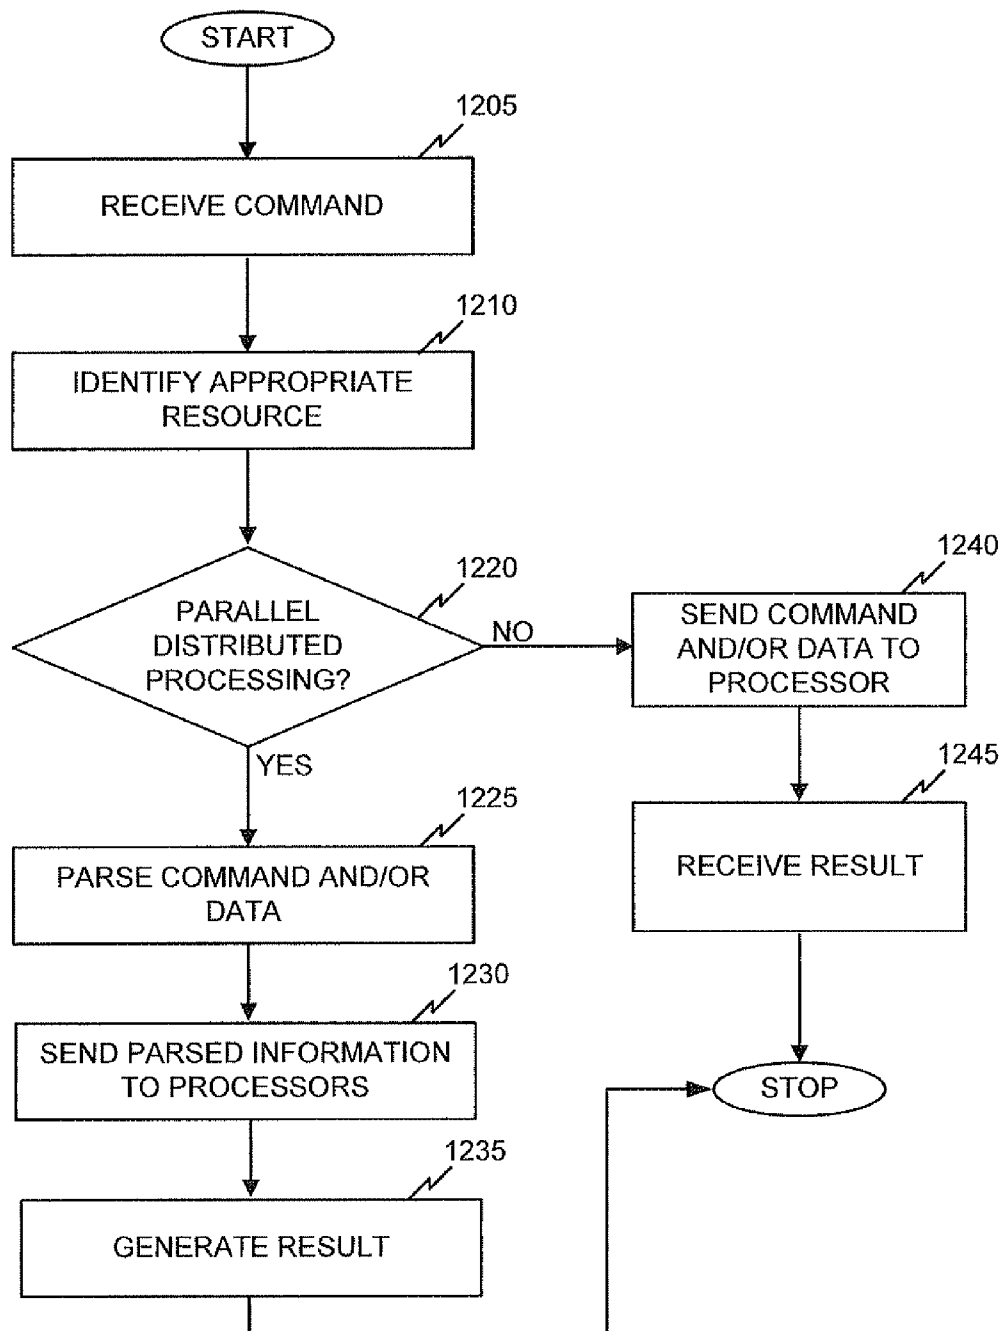 START
1205
RECEIVE COMMAND
1210
IDENTIFY APPROPRIATE
RESOURCE
1220
PARALLEL
DISTRIBUTED
PROCESSING?
NO
1240
SEND COMMAND
AND/OR DATA TO
PROCESSOR
YES
1245
RECEIVE RESULT
1225
PARSE COMMAND AND/OR
DATA
1230
SEND PARSED INFORMATION
TO PROCESSORS
STOP
1235
GENERATE RESULT